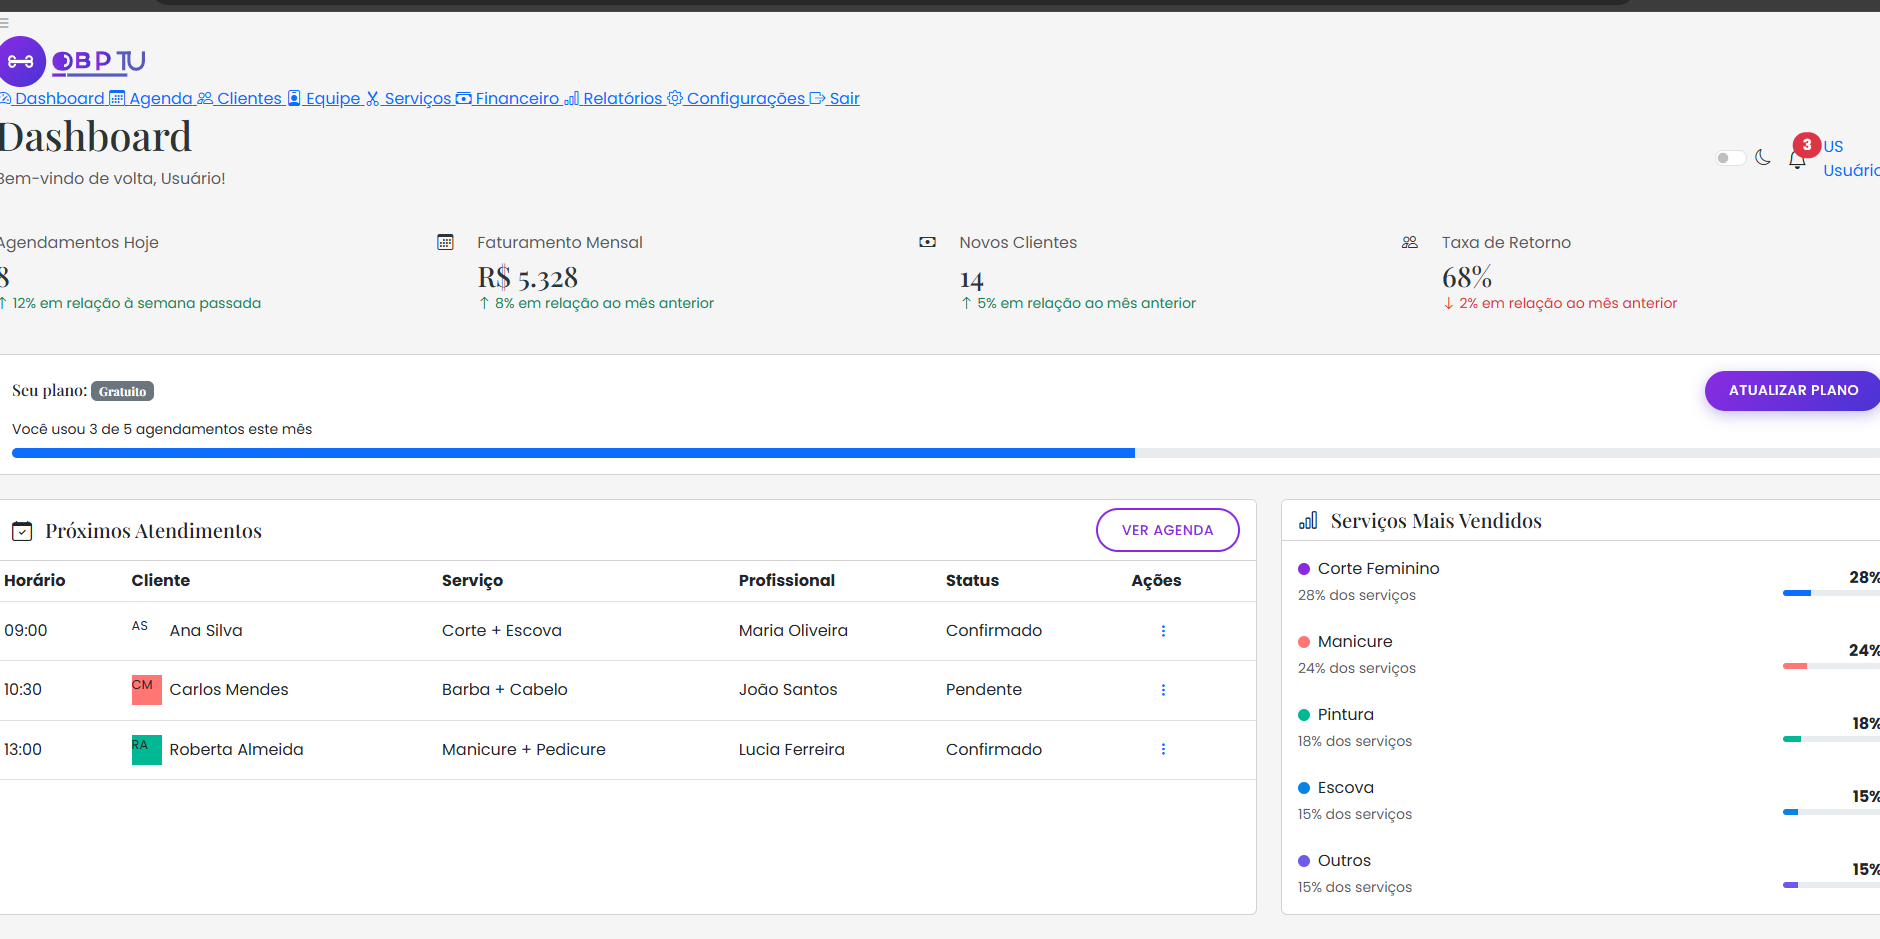 OBPTU
Dashboard Agenda Clientes Equipe Serviços Financeiro Relatórios Configurações Sair
Dashboard
Bem-vindo de volta, Usuário!
3
US
Usuário
Agendamentos Hoje
8
↑ 12% em relação à semana passada
Faturamento Mensal
R$ 5.328
↑ 8% em relação ao mês anterior
Novos Clientes
14
↑ 5% em relação ao mês anterior
Taxa de Retorno
68%
↓ 2% em relação ao mês anterior
Seu plano: Gratuito
ATUALIZAR PLANO
Você usou 3 de 5 agendamentos este mês
Próximos Atendimentos
VER AGENDA
Horário Cliente Serviço Profissional Status Ações
09:00 AS Ana Silva Corte + Escova Maria Oliveira Confirmado
10:30 CM Carlos Mendes Barba + Cabelo João Santos Pendente
13:00 RA Roberta Almeida Manicure + Pedicure Lucia Ferreira Confirmado
Serviços Mais Vendidos
Corte Feminino
28%
28% dos serviços
Manicure
24%
24% dos serviços
Pintura
18%
18% dos serviços
Escova
15%
15% dos serviços
Outros
15%
15% dos serviços